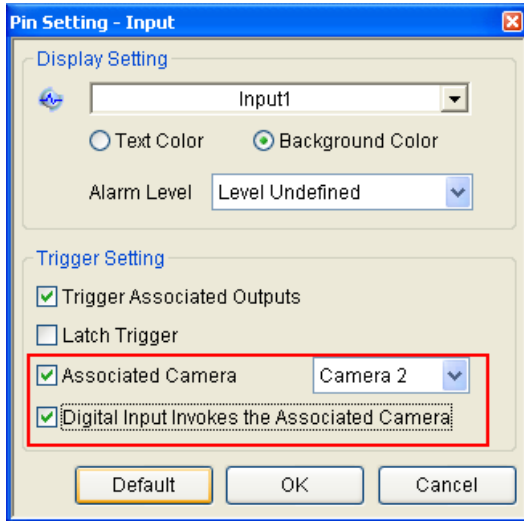 Pin Setting - Input
Display Setting
Input1
Text Color Background Color
Alarm Level Level Undefined
Trigger Setting
Trigger Associated Outputs
Latch Trigger
Associated Camera Camera 2
Digital Input Invokes the Associated Camera
Default OK Cancel